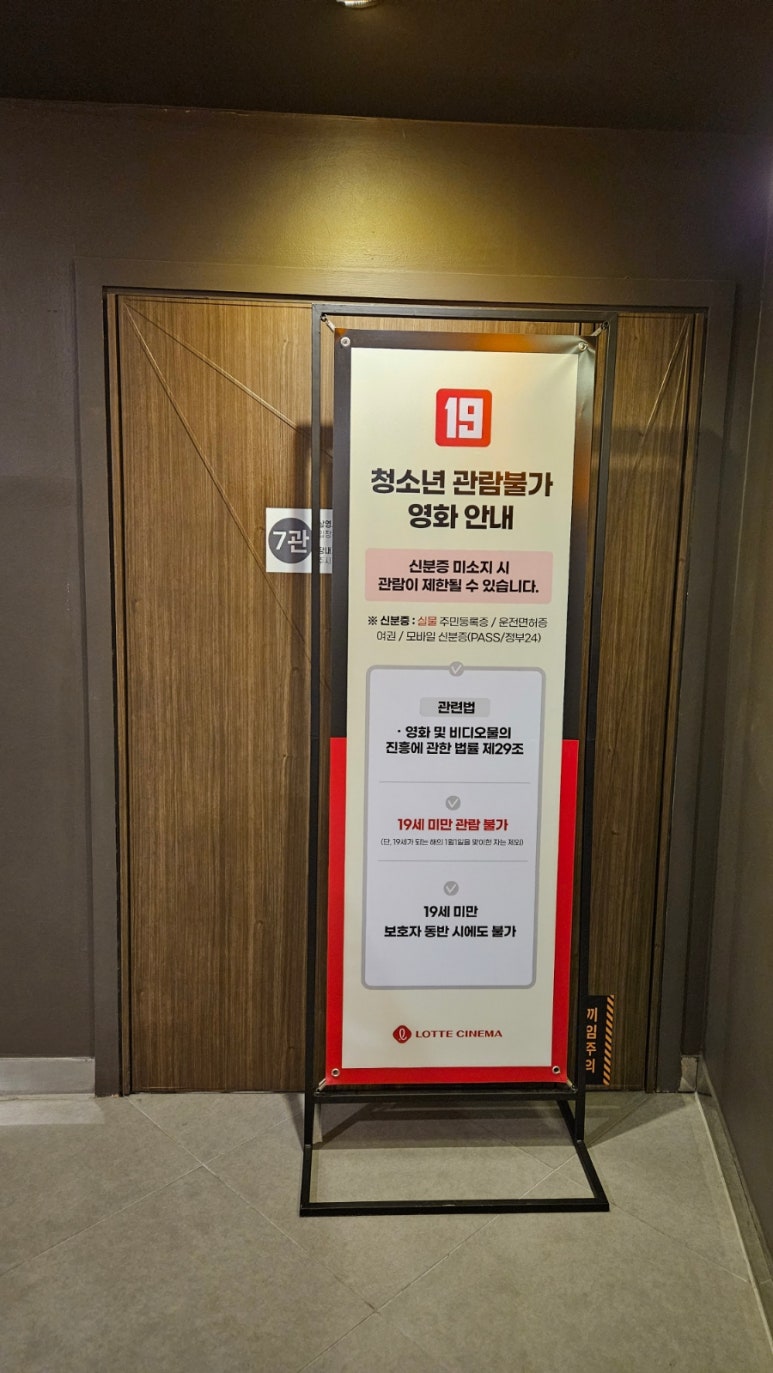 19
청소년 관람불가
영화 안내
신분증 미소지 시
관람이 제한될 수 있습니다.
※ 신분증 : 실물 주민등록증 / 운전면허증
여권 / 모바일 신분증(PASS/정부24)
관련법
· 영화 및 비디오물의
진흥에 관한 법률 제29조
19세 미만 관람 불가
(단, 19세가 되는 해의 1월1일을 맞이한 자는 제외)
19세 미만
보호자 동반 시에도 불가
LOTTE CINEMA
7관
끼임주의